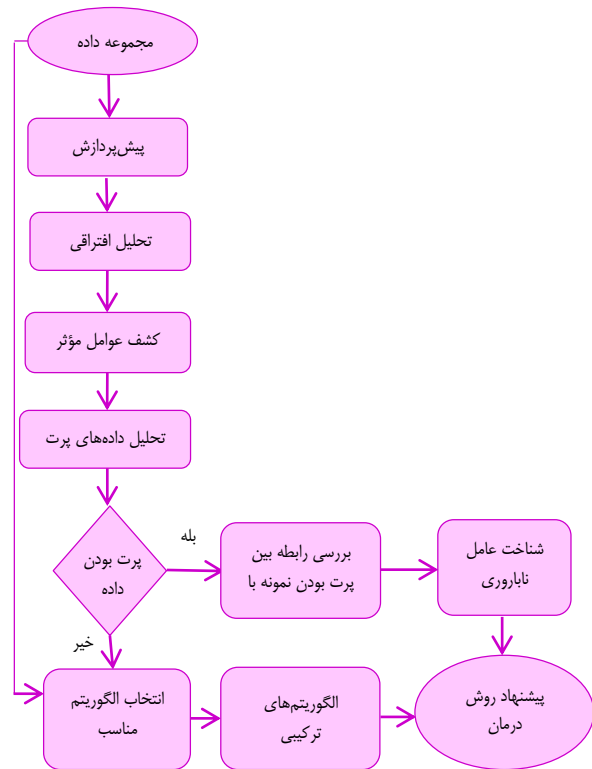 مجموعه داده
پیش‌پردازش
تحلیل افتراقی
کشف عوامل مؤثر
تحلیل داده‌های پرت
پرت بودن
داده
بله
خیر
بررسی رابطه بین
پرت بودن نمونه با
شناخت عامل
ناباروری
انتخاب الگوریتم
مناسب
الگوریتم‌های
ترکیبی
پیشنهاد روش
درمان